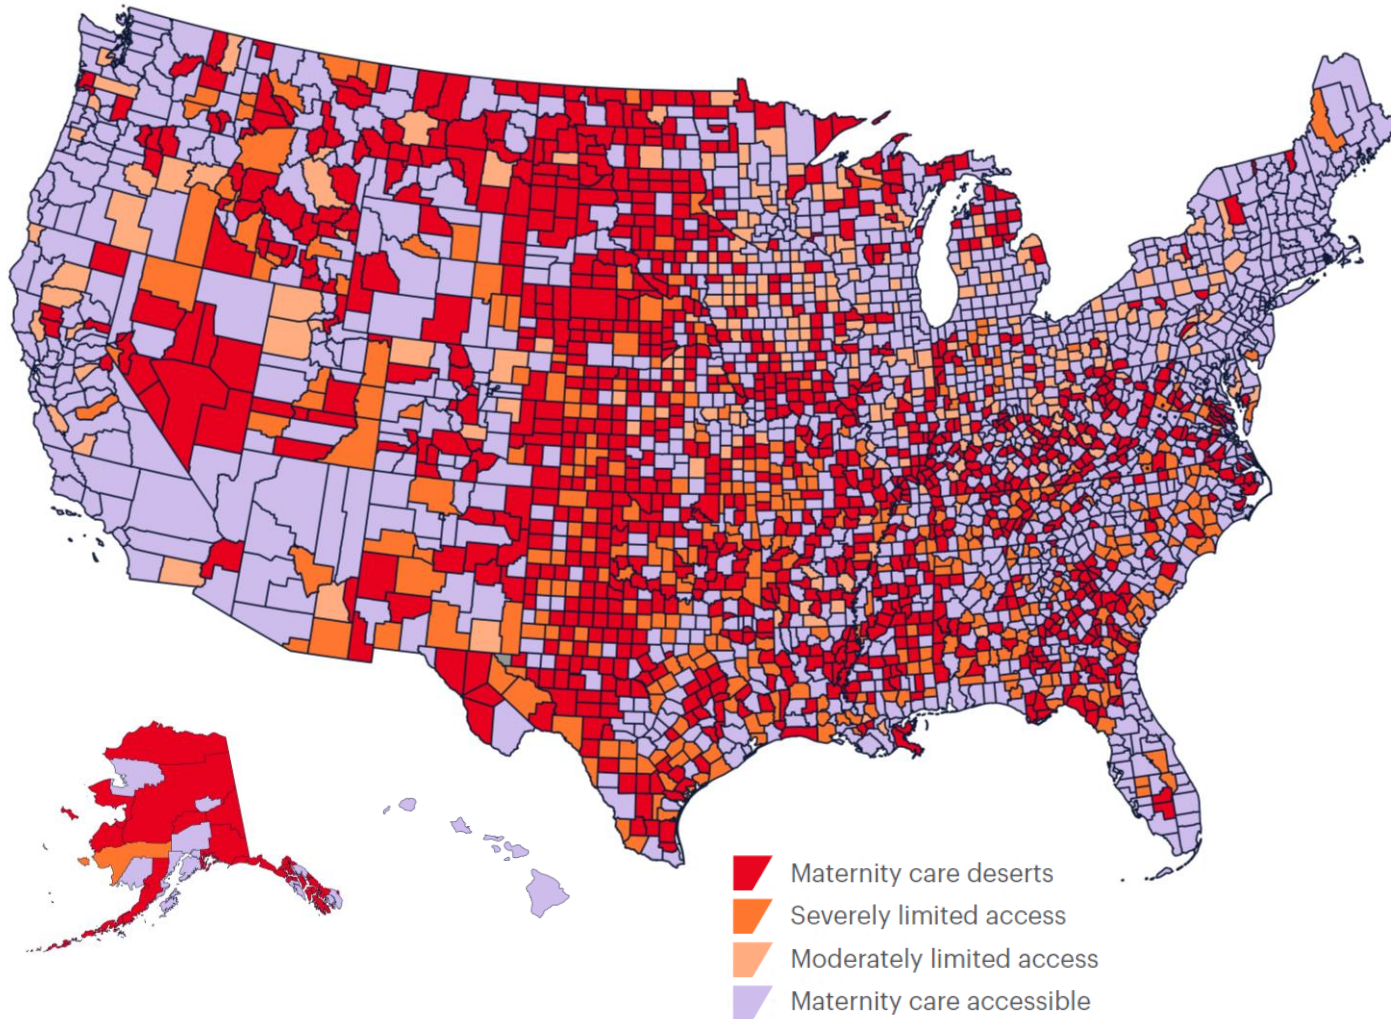 Maternity care deserts
Severely limited access
Moderately limited access
Maternity care accessible